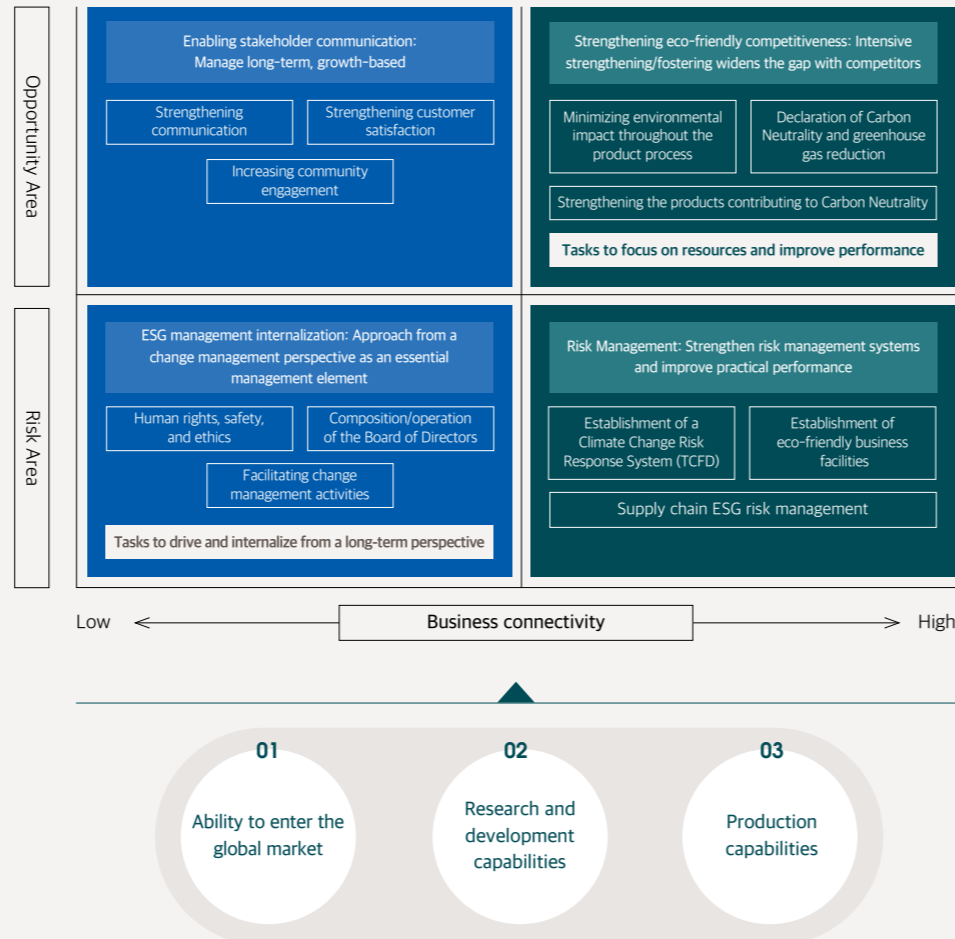 Opportunity Area
Enabling stakeholder communication:
Manage long-term, growth-based
Strengthening
communication
Strengthening customer
satisfaction
Increasing community
engagement
Strengthening eco-friendly competitiveness: Intensive
strengthening/fostering widens the gap with competitors
Minimizing environmental
impact throughout the
product process
Declaration of Carbon
Neutrality and greenhouse
gas reduction
Strengthening the products contributing to Carbon Neutrality
Tasks to focus on resources and improve performance
Risk Area
ESG management internalization: Approach from a
change management perspective as an essential
management element
Human rights, safety,
and ethics
Composition/operation
of the Board of Directors
Facilitating change
management activities
Tasks to drive and internalize from a long-term perspective
Risk Management: Strengthen risk management systems
and improve practical performance
Establishment of a
Climate Change Risk
Response System (TCFD)
Establishment of
eco-friendly business
facilities
Supply chain ESG risk management
Low
Business connectivity
High
01
Ability to enter the
global market
02
Research and
development
capabilities
03
Production
capabilities